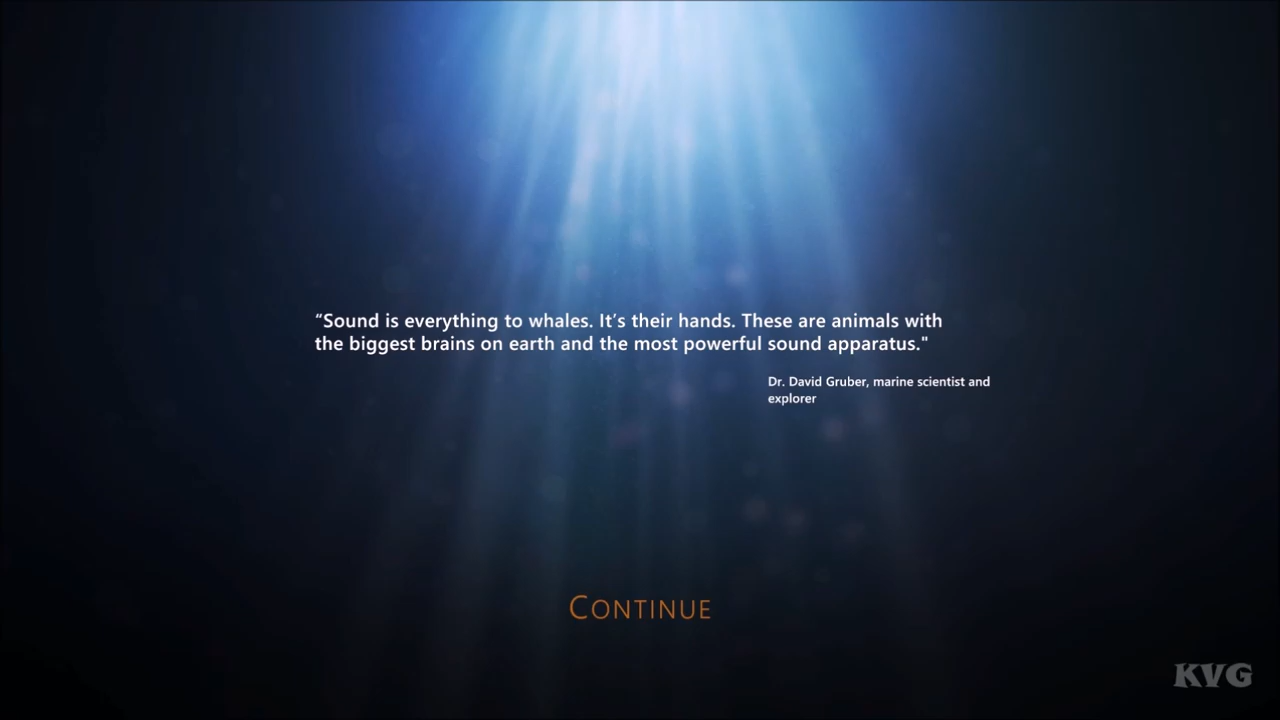 “Sound is everything to whales. It’s their hands. These are animals with
the biggest brains on earth and the most powerful sound apparatus."
Dr. David Gruber, marine scientist and
explorer
CONTINUE
KVG